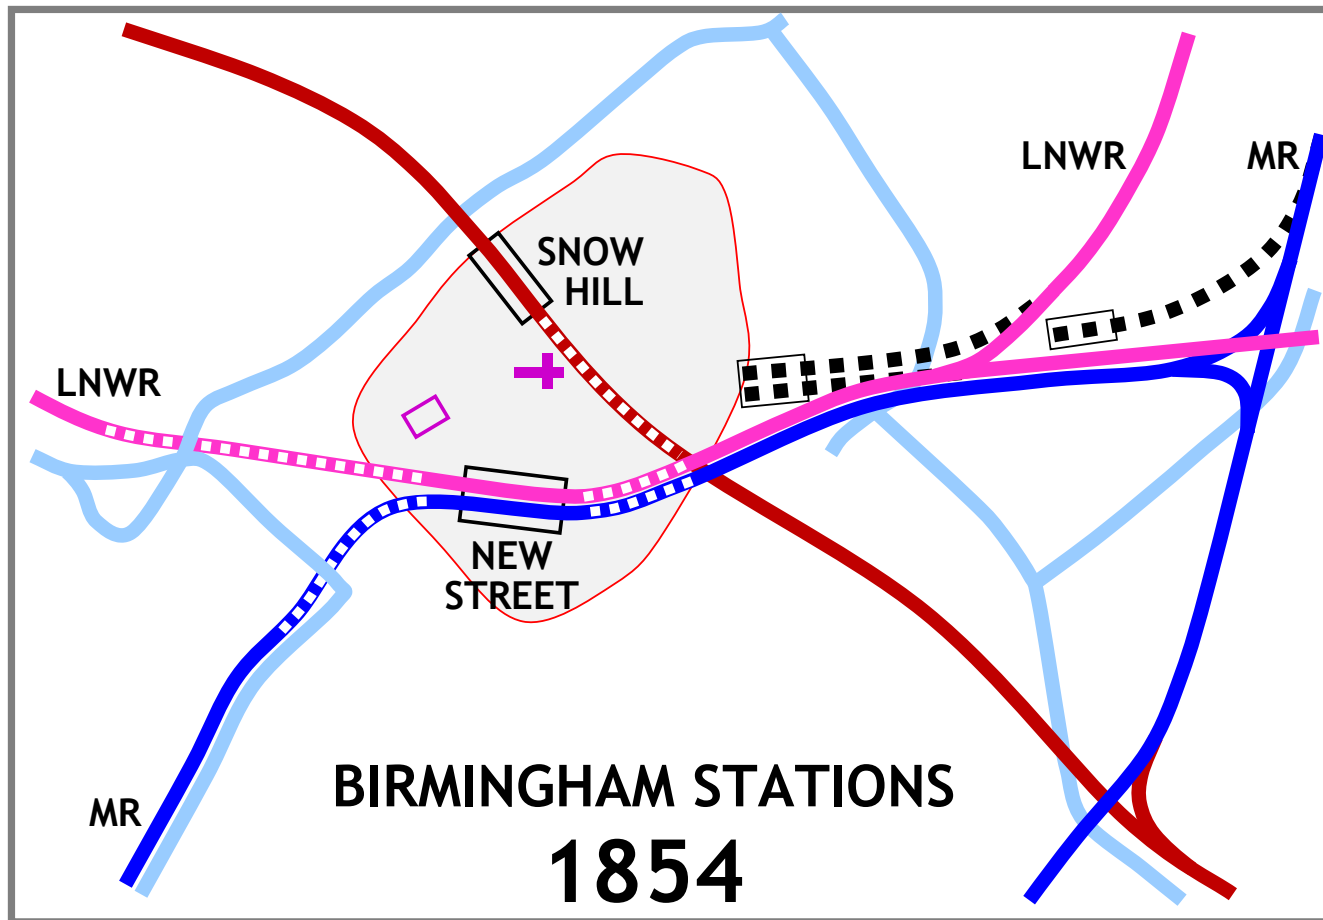 LNWR
MR
SNOW
HILL
LNWR
NEW
STREET
MR
BIRMINGHAM STATIONS
1854